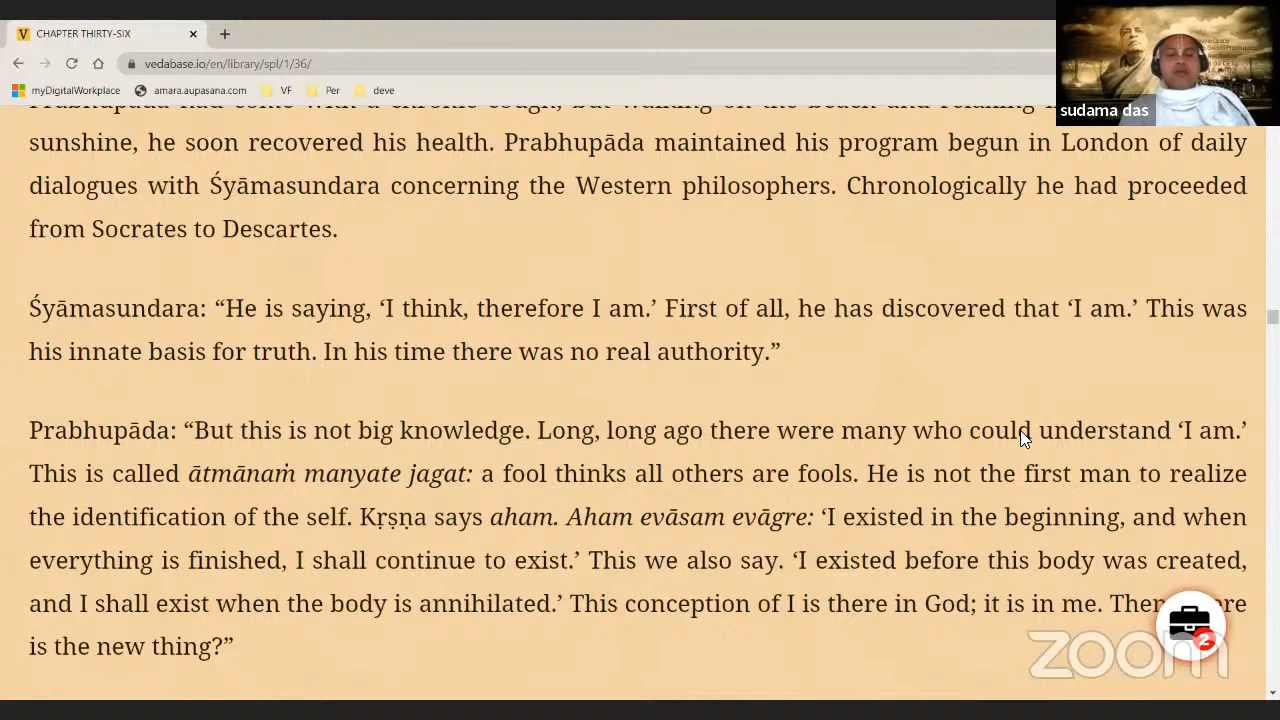 CHAPTER THIRTY-SIX
vedabase.io/en/library/spl/1/36/
myDigitalWorkplace amara.aupasana.com VF Per deve
sudama das
sunshine, he soon recovered his health. Prabhupāda maintained his program begun in London of daily
dialogues with Śyāmasundara concerning the Western philosophers. Chronologically he had proceeded
from Socrates to Descartes.
Śyāmasundara: “He is saying, ‘I think, therefore I am.’ First of all, he has discovered that ‘I am.’ This was
his innate basis for truth. In his time there was no real authority.”
Prabhupāda: “But this is not big knowledge. Long, long ago there were many who could understand ‘I am.’
This is called ātmānaṁ manyate jagat: a fool thinks all others are fools. He is not the first man to realize
the identification of the self. Kṛṣṇa says aham. Aham evāsam evāgre: ‘I existed in the beginning, and when
everything is finished, I shall continue to exist.’ This we also say. ‘I existed before this body was created,
and I shall exist when the body is annihilated.’ This conception of I is there in God; it is in me.
is the new thing?”
2
zoom